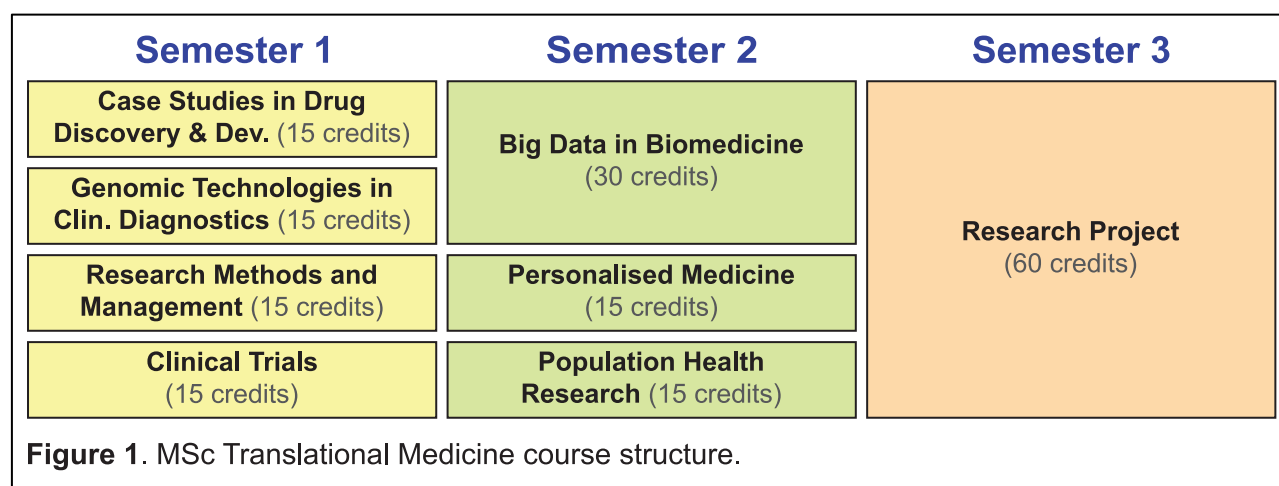 Semester 1
Semester 2
Semester 3
Case Studies in Drug
Discovery & Dev. (15 credits)
Genomic Technologies in
Clin. Diagnostics (15 credits)
Research Methods and
Management (15 credits)
Clinical Trials
(15 credits)
Big Data in Biomedicine
(30 credits)
Personalised Medicine
(15 credits)
Population Health
Research (15 credits)
Research Project
(60 credits)
Figure 1. MSc Translational Medicine course structure.